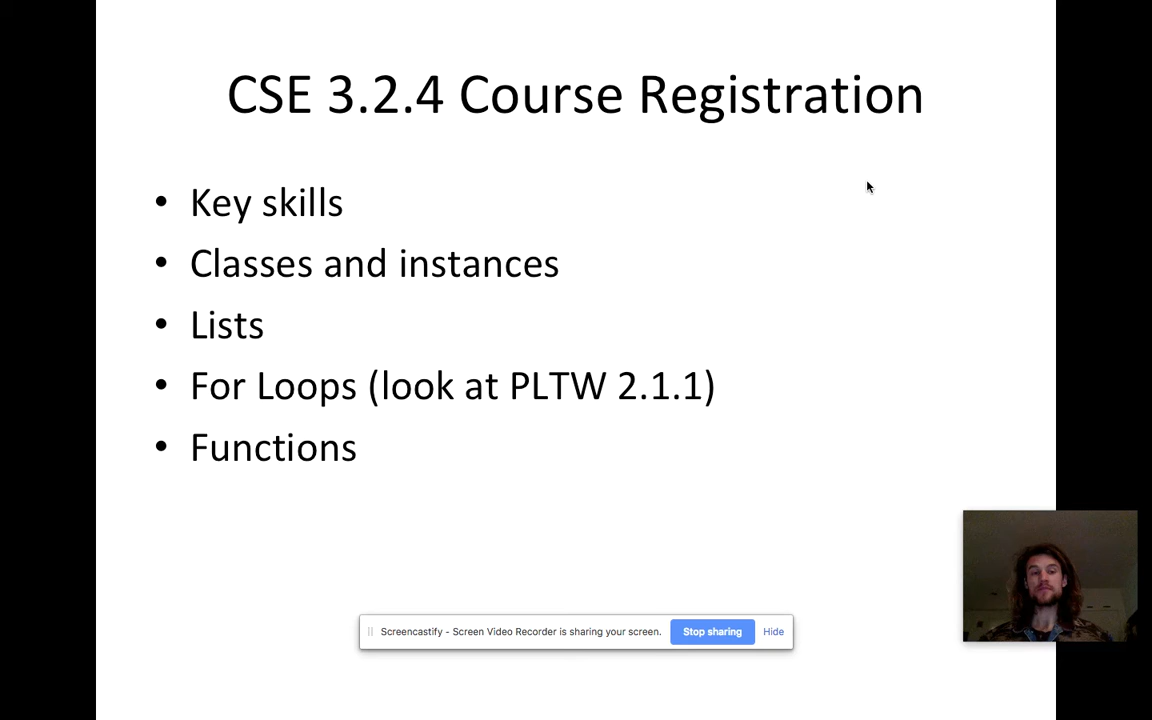 CSE 3.2.4 Course Registration
• Key skills
• Classes and instances
• Lists
• For Loops (look at PLTW 2.1.1)
• Functions
Screencastify - Screen Video Recorder is sharing your screen. Stop sharing Hide